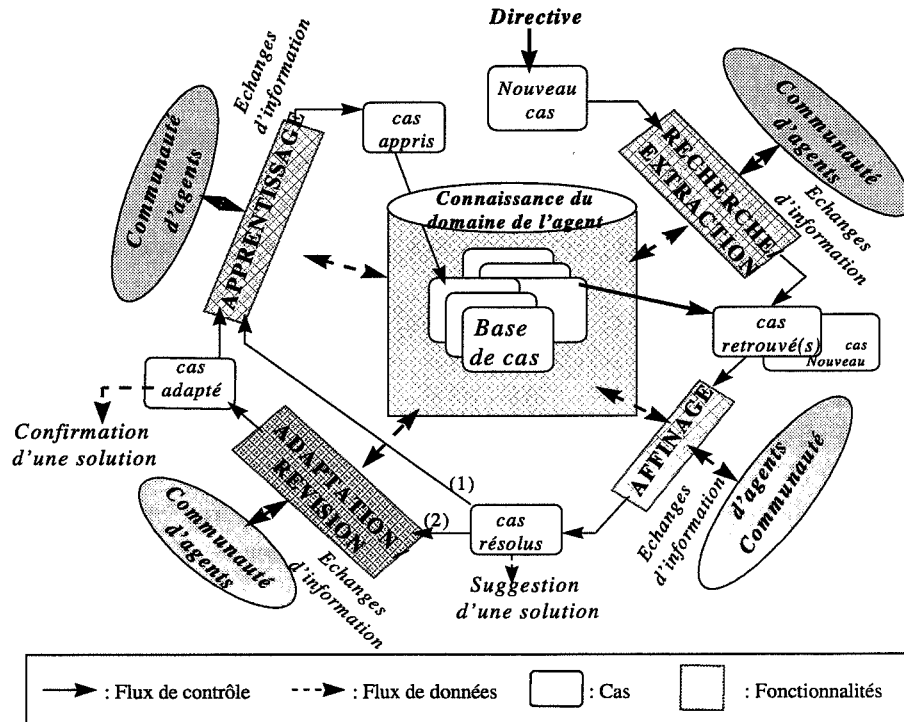 Directive
Nouveau
cas
Communauté
d'agents
RECHERCHE
EXTRACTION
Echanges
d'information
Echanges
d'information
Communauté
d'agents
APPRENTISSAGE
cas
appris
Connaissance du
domaine de l'agent
Base
de cas
cas
retrouvé(s)
cas
Nouveau
cas
adapté
Confirmation
d'une solution
ADAPTATION
REVISION
Communauté
d'agents
Echanges
d'information
(1)
(2)
cas
résolus
Suggestion
d'une solution
AFFINAGE
Echanges
d'information
d'agents
Communauté
: Flux de contrôle
: Flux de données
: Cas
: Fonctionnalités